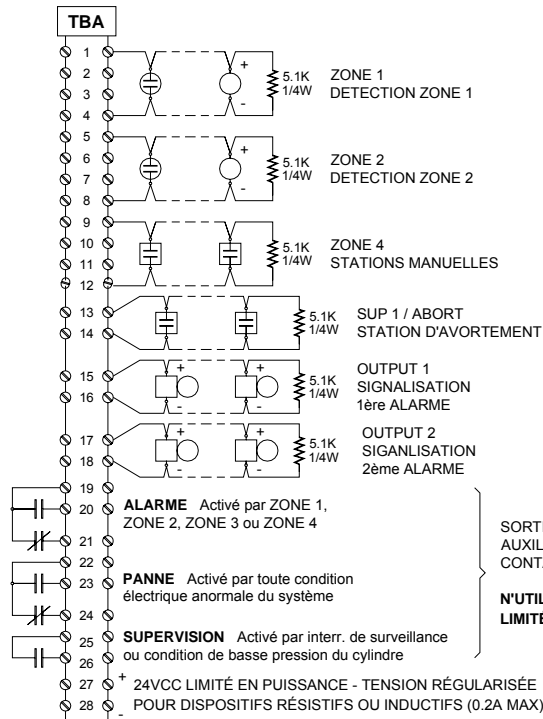 TBA
1
2
3
4
5
6
7
8
9
10
11
12
13
14
15
16
17
18
19
20
21
22
23
24
25
26
27
28
+
-
5.1K
1/4W
ZONE 1
DETECTION ZONE 1
+
-
5.1K
1/4W
ZONE 2
DETECTION ZONE 2
5.1K
1/4W
ZONE 4
STATIONS MANUELLES
5.1K
1/4W
SUP 1 / ABORT
STATION D'AVORTEMENT
+
-
+
-
5.1K
1/4W
OUTPUT 1
SIGNALISATION
1ère ALARME
+
-
+
-
5.1K
1/4W
OUTPUT 2
SIGANLISATION
2ème ALARME
ALARME Activé par ZONE 1,
ZONE 2, ZONE 3 ou ZONE 4
PANNE Activé par toute condition
électrique anormale du système
SUPERVISION Activé par interr. de surveillance
ou condition de basse pression du cylindre
SORTI
AUXIL
CONTA
N'UTIL
LIMITÉ
+ 24VCC LIMITÉ EN PUISSANCE - TENSION RÉGULARISÉE
- POUR DISPOSITIFS RÉSISTIFS OU INDUCTIFS (0.2A MAX)